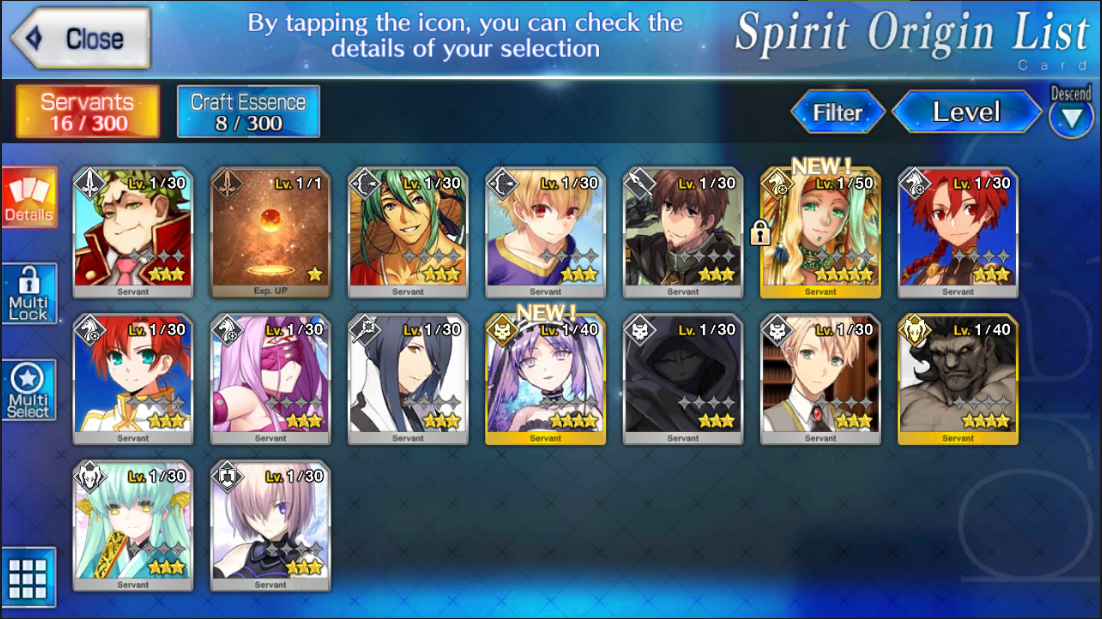 Close
By tapping the icon, you can check the
details of your selection
Spirit Origin List
Card
Servants
16 / 300
Craft Essence
8 / 300
Filter
Level
Descend
Details
Multi
Lock
Multi
Select
NEW!
Lv. 1/30
Lv. 1/1
Lv. 1/30
Lv. 1/30
Lv. 1/30
Lv. 1/50
Lv. 1/30
Servant
Exp. UP
Servant
Servant
Servant
Servant
Servant
NEW!
Lv. 1/30
Lv. 1/30
Lv. 1/30
Lv. 1/40
Lv. 1/30
Lv. 1/30
Lv. 1/40
Servant
Servant
Servant
Servant
Servant
Servant
Servant
Lv. 1/30
Lv. 1/30
Servant
Servant